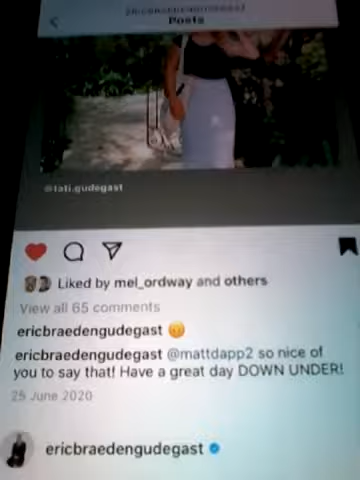 ericbraedengudegast
Posts
@tati.gudegast
Liked by mel_ordway and others
View all 65 comments
ericbraedengudegast
ericbraedengudegast @mattdapp2 so nice of
you to say that! Have a great day DOWN UNDER!
25 June 2020
ericbraedengudegast